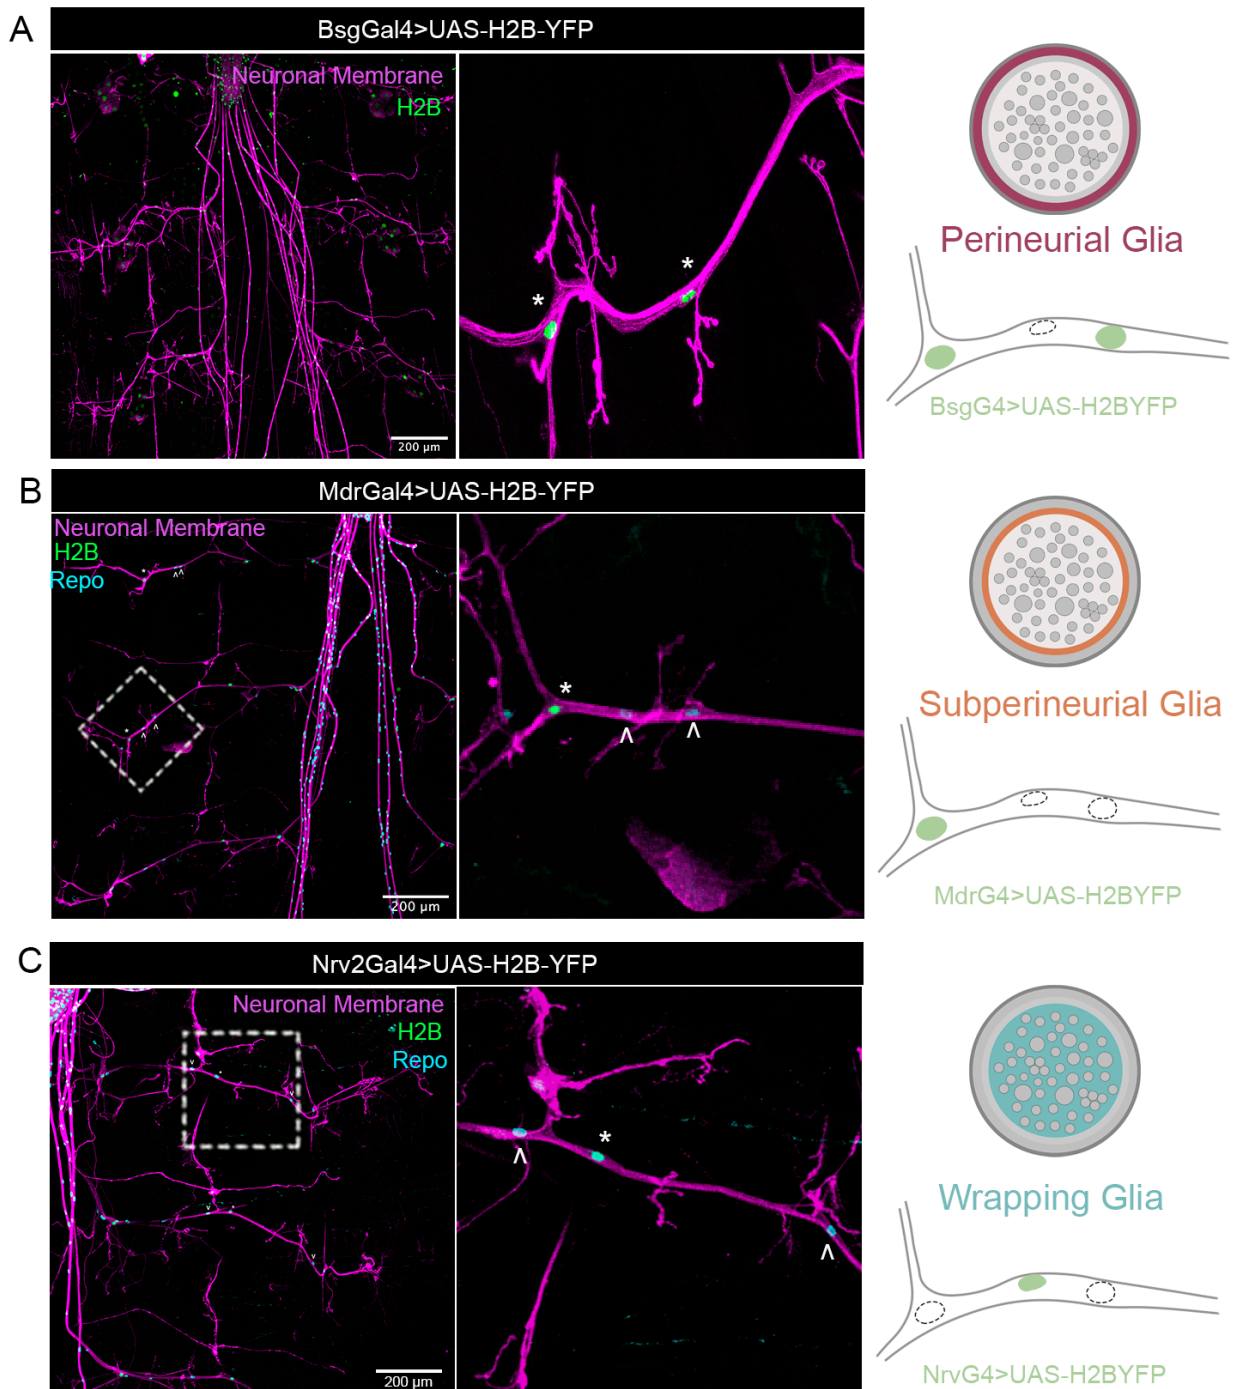 A
BsgGal4>UAS-H2B-YFP
Neuronal Membrane
H2B
200 µm
*
*
Perineurial Glia
BsgG4>UAS-H2BYFP
B
MdrGal4>UAS-H2B-YFP
Neuronal Membrane
H2B
Repo
200 µm
*
^
^
Subperineurial Glia
MdrG4>UAS-H2BYFP
C
Nrv2Gal4>UAS-H2B-YFP
Neuronal Membrane
H2B
Repo
200 µm
*
^
^
Wrapping Glia
NrvG4>UAS-H2BYFP